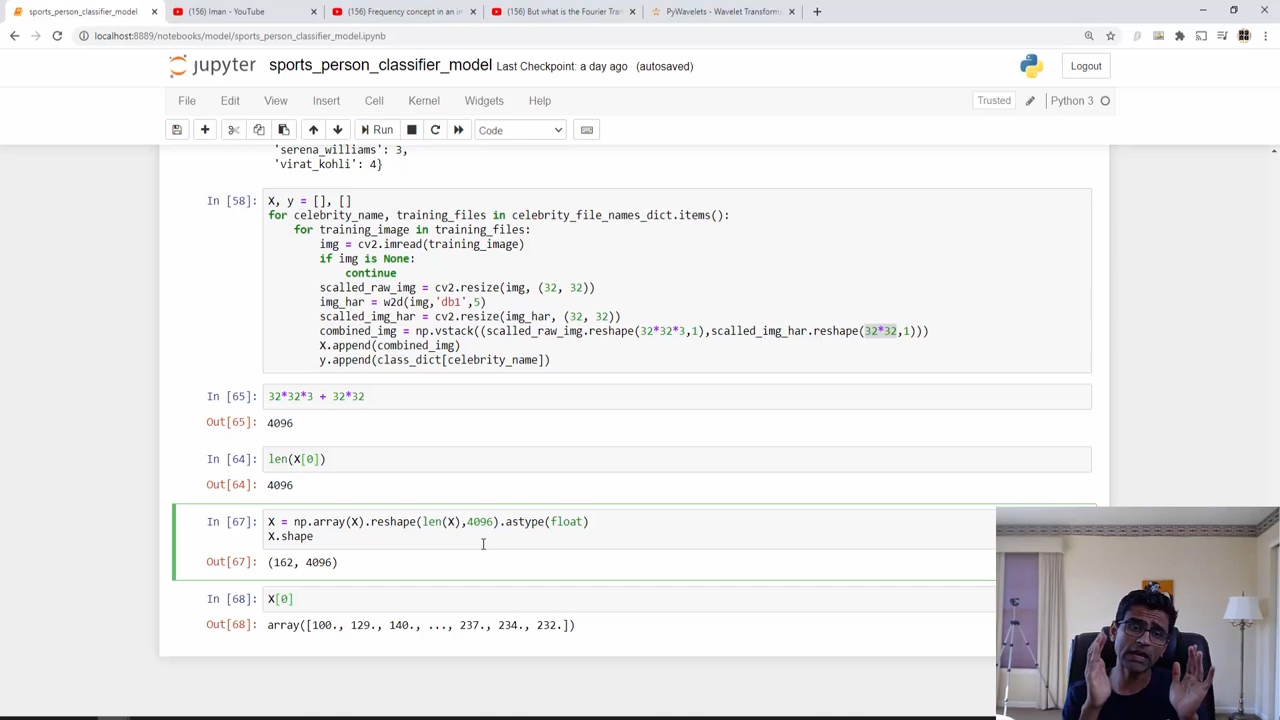 sports_person_classifier_model
(156) Iman - YouTube
(156) Frequency concept in an in
(156) But what is the Fourier Tra
PyWavelets - Wavelet Transform
localhost:8889/notebooks/model/sports_person_classifier_model.ipynb
jupyter
sports_person_classifier_model Last Checkpoint: a day ago (autosaved)
Logout
File Edit View Insert Cell Kernel Widgets Help
Trusted
Python 3
Run
Code
'serena_williams': 3,
'virat_kohli': 4}
In [58]: X, y = [], []
for celebrity_name, training_files in celebrity_file_names_dict.items():
for training_image in training_files:
img = cv2.imread(training_image)
if img is None:
continue
scalled_raw_img = cv2.resize(img, (32, 32))
img_har = w2d(img,'db1',5)
scalled_img_har = cv2.resize(img_har, (32, 32))
combined_img = np.vstack((scalled_raw_img.reshape(32*32*3,1),scalled_img_har.reshape(32*32,1)))
X.append(combined_img)
y.append(class_dict[celebrity_name])
In [65]: 32*32*3 + 32*32
Out[65]: 4096
In [64]: len(X[0])
Out[64]: 4096
In [67]: X = np.array(X).reshape(len(X),4096).astype(float)
X.shape
Out[67]: (162, 4096)
In [68]: X[0]
Out[68]: array([100., 129., 140., ..., 237., 234., 232.])